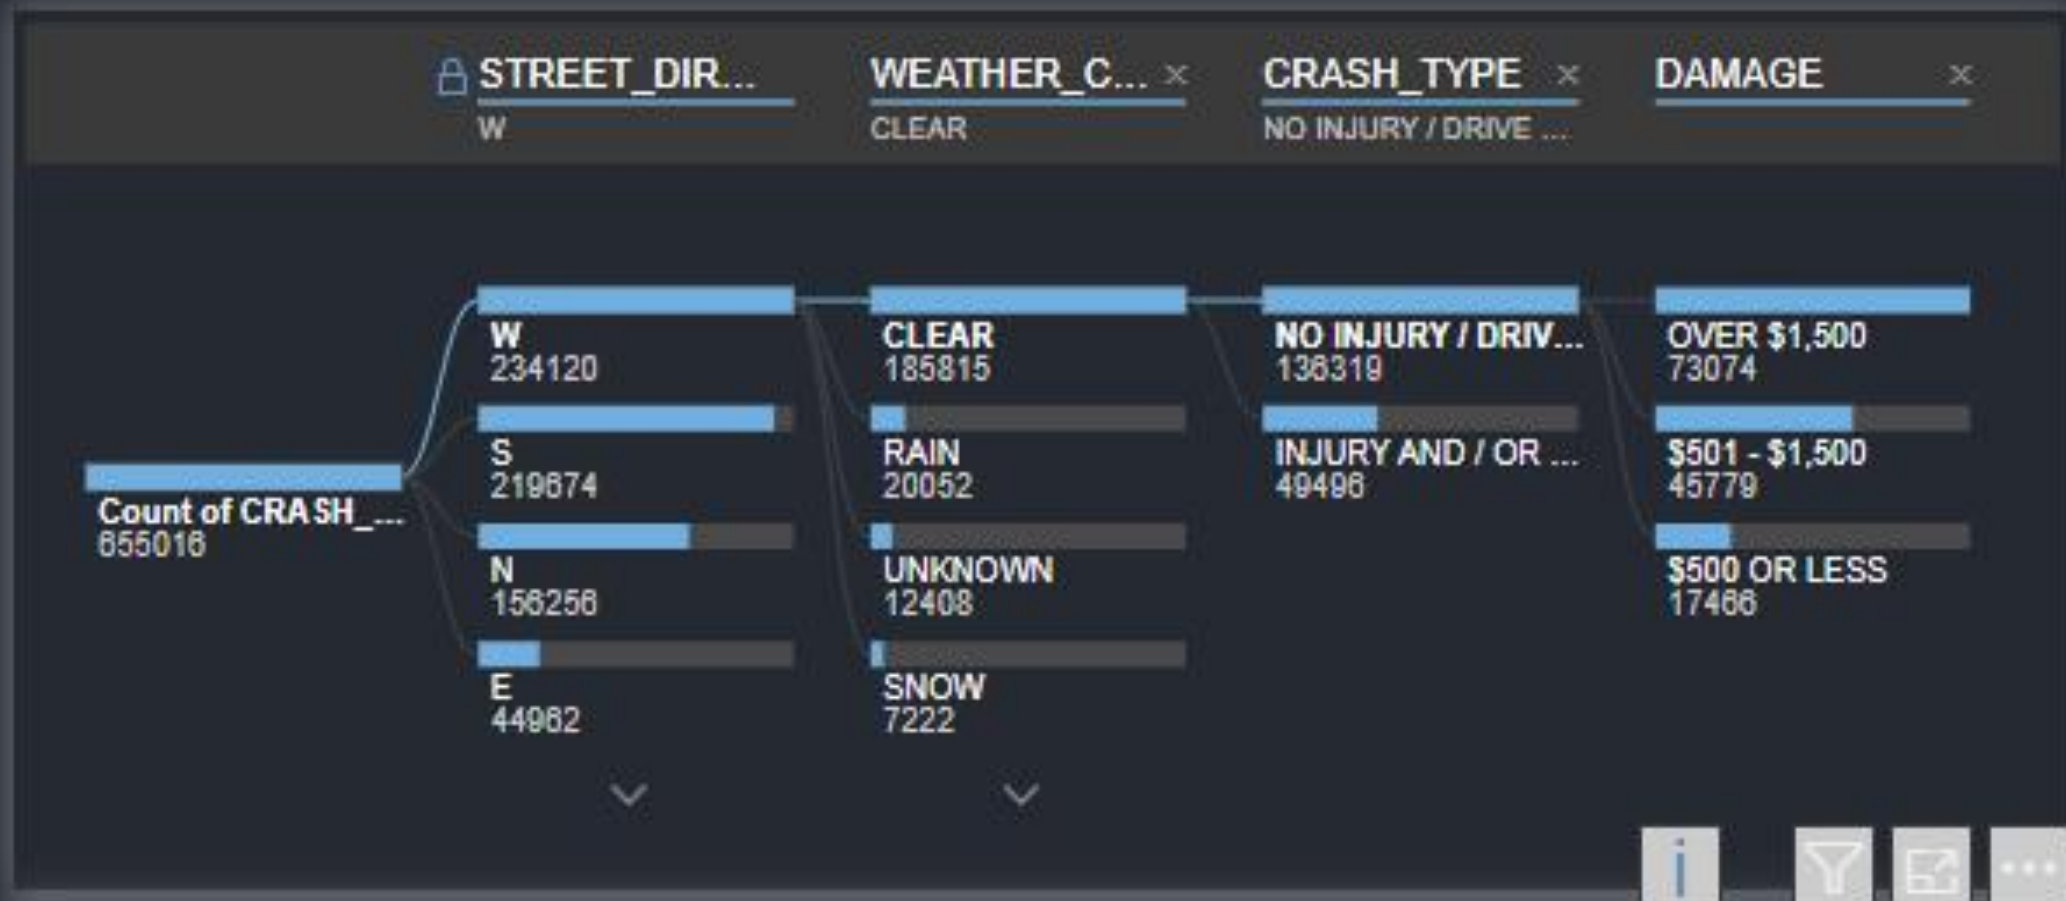 STREET_DIR...
W
WEATHER_C...
CLEAR
CRASH_TYPE
NO INJURY / DRIVE ...
DAMAGE
Count of CRASH_...
655016
W
234120
S
219674
N
156256
E
44962
CLEAR
185815
RAIN
20052
UNKNOWN
12408
SNOW
7222
NO INJURY / DRIV...
136319
INJURY AND / OR ...
49496
OVER $1,500
73074
$501 - $1,500
45779
$500 OR LESS
17466